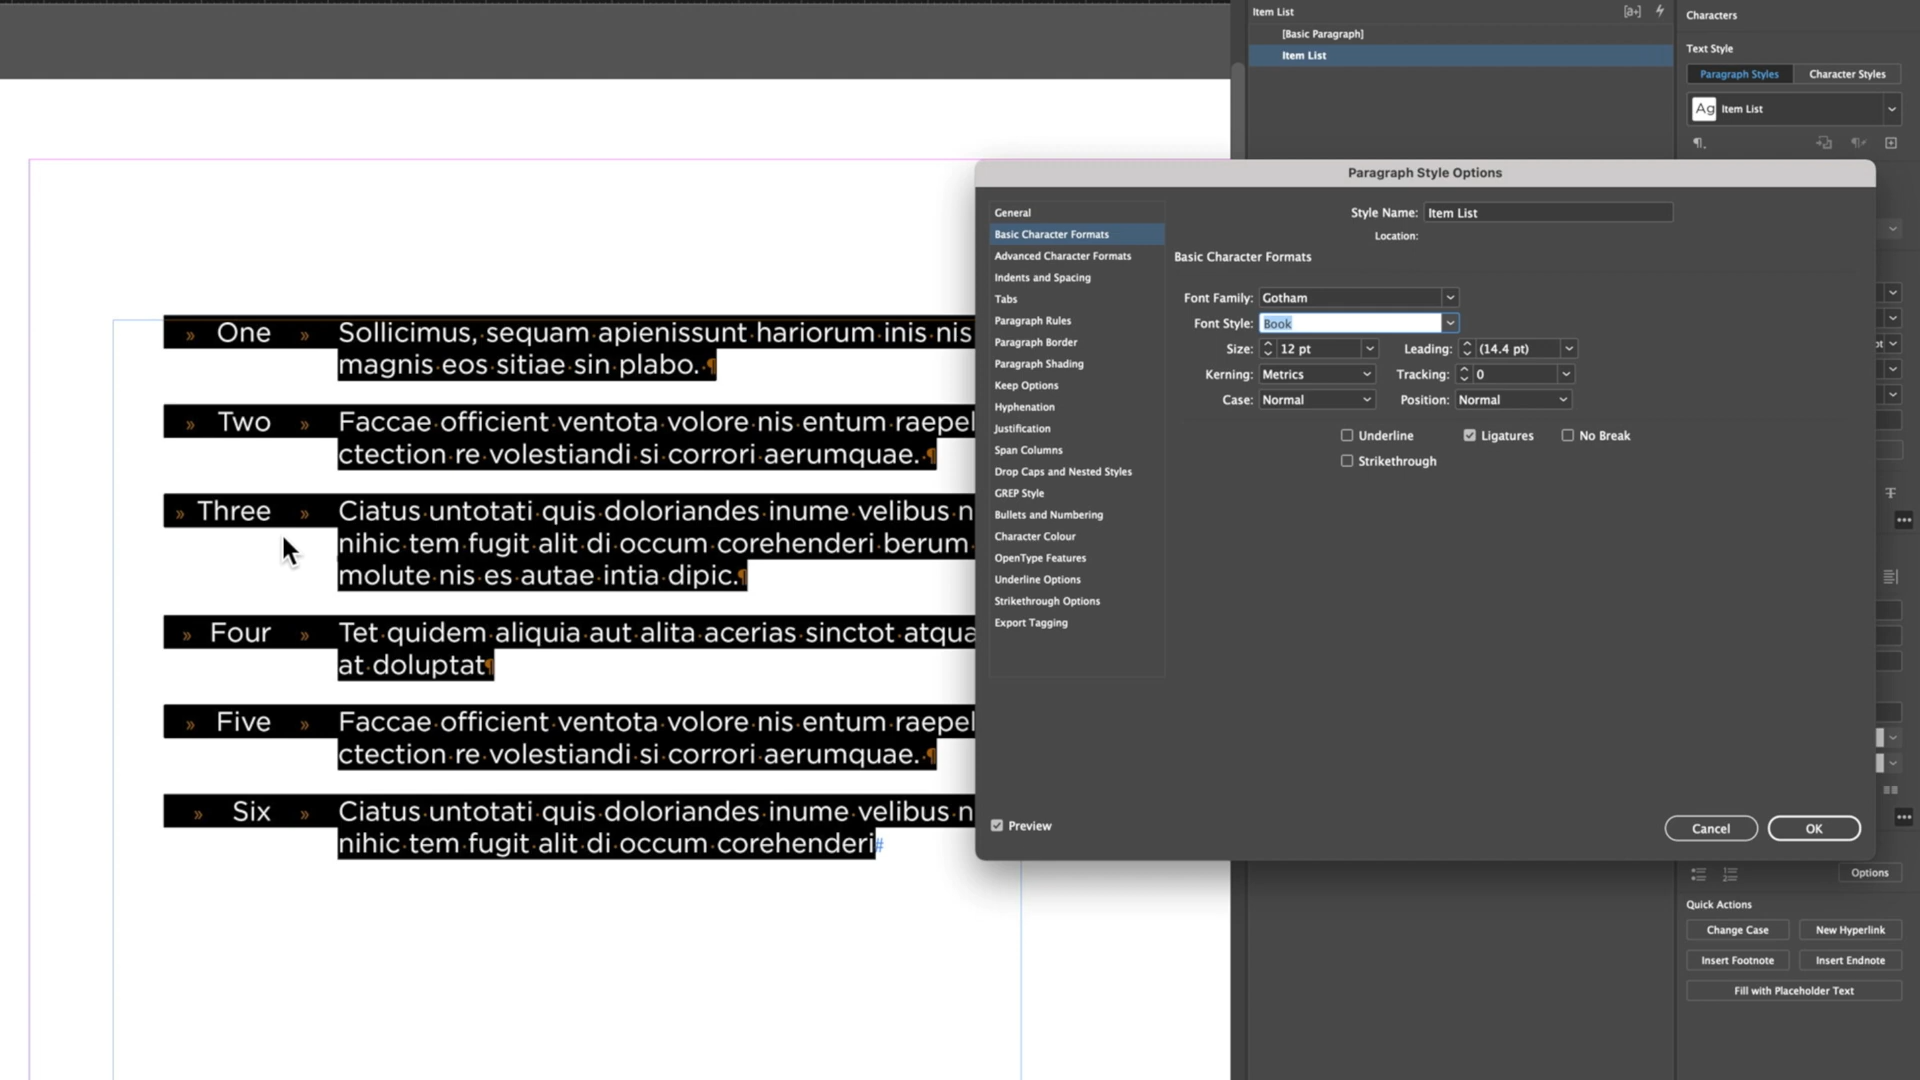 » One » Sollicimus, sequam apienissunt hariorum inis nis
magnis eos sitiae sin plabo. ¶
» Two » Faccae officient ventota volore nis entum raepel
ctection re volestiandi si corrori aerumquae. ¶
» Three » Ciatus untotati quis doloriandes inume velibus n
nihic tem fugit alit di occum corehenderi berum
molute nis es autae intia dipic.¶
» Four » Tet quidem aliquia aut alita acerias sinctot atqua
at doluptat¶
» Five » Faccae officient ventota volore nis entum raepel
ctection re volestiandi si corrori aerumquae. ¶
» Six » Ciatus untotati quis doloriandes inume velibus n
nihic tem fugit alit di occum corehenderi#
Item List
[Basic Paragraph]
Item List
Characters
Text Style
Paragraph Styles Character Styles
Ag Item List
Paragraph Style Options
General
Basic Character Formats
Advanced Character Formats
Indents and Spacing
Tabs
Paragraph Rules
Paragraph Border
Paragraph Shading
Keep Options
Hyphenation
Justification
Span Columns
Drop Caps and Nested Styles
GREP Style
Bullets and Numbering
Character Colour
OpenType Features
Underline Options
Strikethrough Options
Export Tagging
Preview
Style Name: Item List
Location:
Basic Character Formats
Font Family: Gotham
Font Style: Book
Size: 12 pt Leading: (14.4 pt)
Kerning: Metrics Tracking: 0
Case: Normal Position: Normal
Underline Ligatures No Break
Strikethrough
Cancel OK
Options
Quick Actions
Change Case New Hyperlink
Insert Footnote Insert Endnote
Fill with Placeholder Text